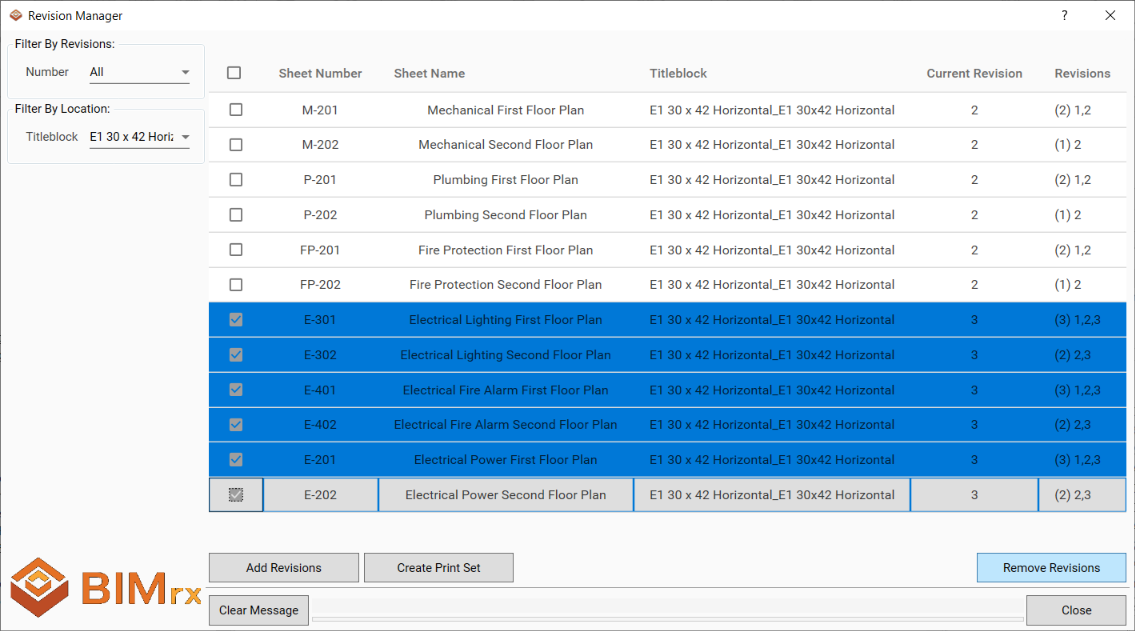 Revision Manager
?
Filter By Revisions:
Number All
Filter By Location:
Titleblock E1 30 x 42 Horiz
Sheet Number Sheet Name Titleblock Current Revision Revisions
M-201 Mechanical First Floor Plan E1 30 x 42 Horizontal_E1 30x42 Horizontal 2 (2) 1,2
M-202 Mechanical Second Floor Plan E1 30 x 42 Horizontal_E1 30x42 Horizontal 2 (1) 2
P-201 Plumbing First Floor Plan E1 30 x 42 Horizontal_E1 30x42 Horizontal 2 (2) 1,2
P-202 Plumbing Second Floor Plan E1 30 x 42 Horizontal_E1 30x42 Horizontal 2 (1) 2
FP-201 Fire Protection First Floor Plan E1 30 x 42 Horizontal_E1 30x42 Horizontal 2 (2) 1,2
FP-202 Fire Protection Second Floor Plan E1 30 x 42 Horizontal_E1 30x42 Horizontal 2 (1) 2
E-301 Electrical Lighting First Floor Plan E1 30 x 42 Horizontal_E1 30x42 Horizontal 3 (3) 1,2,3
E-302 Electrical Lighting Second Floor Plan E1 30 x 42 Horizontal_E1 30x42 Horizontal 3 (2) 2,3
E-401 Electrical Fire Alarm First Floor Plan E1 30 x 42 Horizontal_E1 30x42 Horizontal 3 (3) 1,2,3
E-402 Electrical Fire Alarm Second Floor Plan E1 30 x 42 Horizontal_E1 30x42 Horizontal 3 (2) 2,3
E-201 Electrical Power First Floor Plan E1 30 x 42 Horizontal_E1 30x42 Horizontal 3 (3) 1,2,3
E-202 Electrical Power Second Floor Plan E1 30 x 42 Horizontal_E1 30x42 Horizontal 3 (2) 2,3
Add Revisions Create Print Set Remove Revisions
BIMrx
Clear Message Close